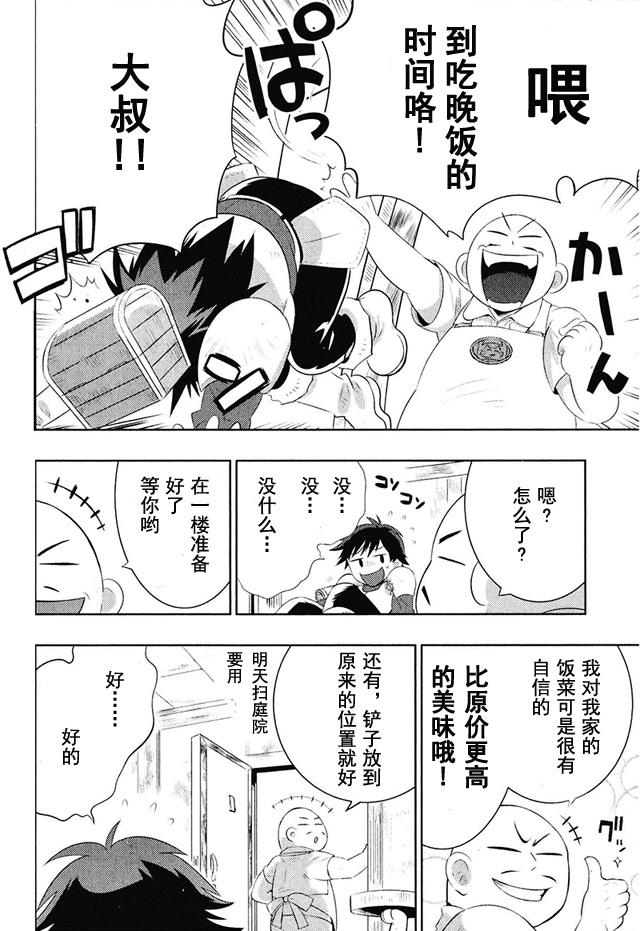 喂
到吃晚饭的
时间咯！
ぱっ
大叔!!
かーん
ゴ
ワシ
嗯？
怎么了？
コソ
コソ
没…
没…
没什么…
在一楼准备
好了
等你哟
我对我家的
饭菜可是很有
自信的
比原价更高
的美味哦！
グッ
还有，铲子放到
原来的位置就好
明天扫庭院
要用
好……
好的